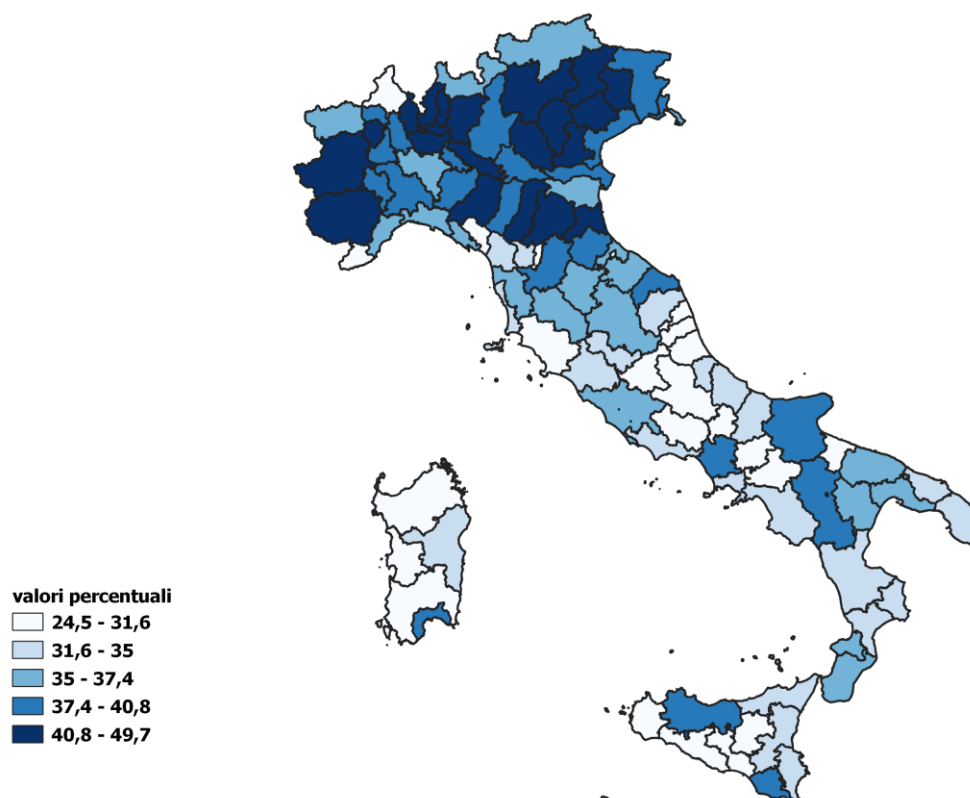 valori percentuali
24,5 - 31,6
31,6 - 35
35 - 37,4
37,4 - 40,8
40,8 - 49,7